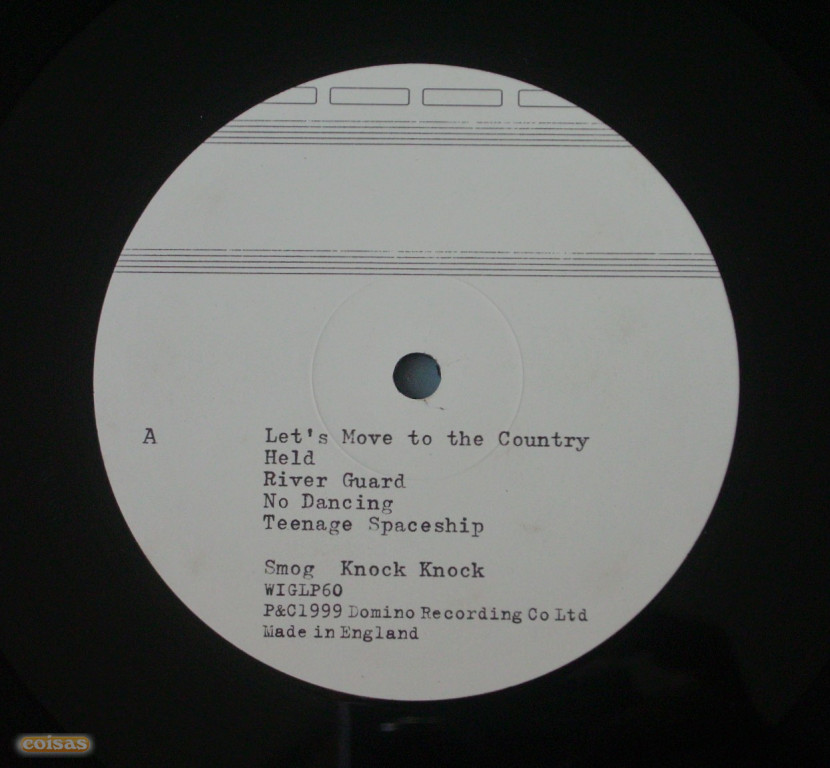 A Let's Move to the Country
Held
River Guard
No Dancing
Teenage Spaceship
Smog Knock Knock
WIGLP60
P&C1999 Domino Recording Co Ltd
Made in England
coisas